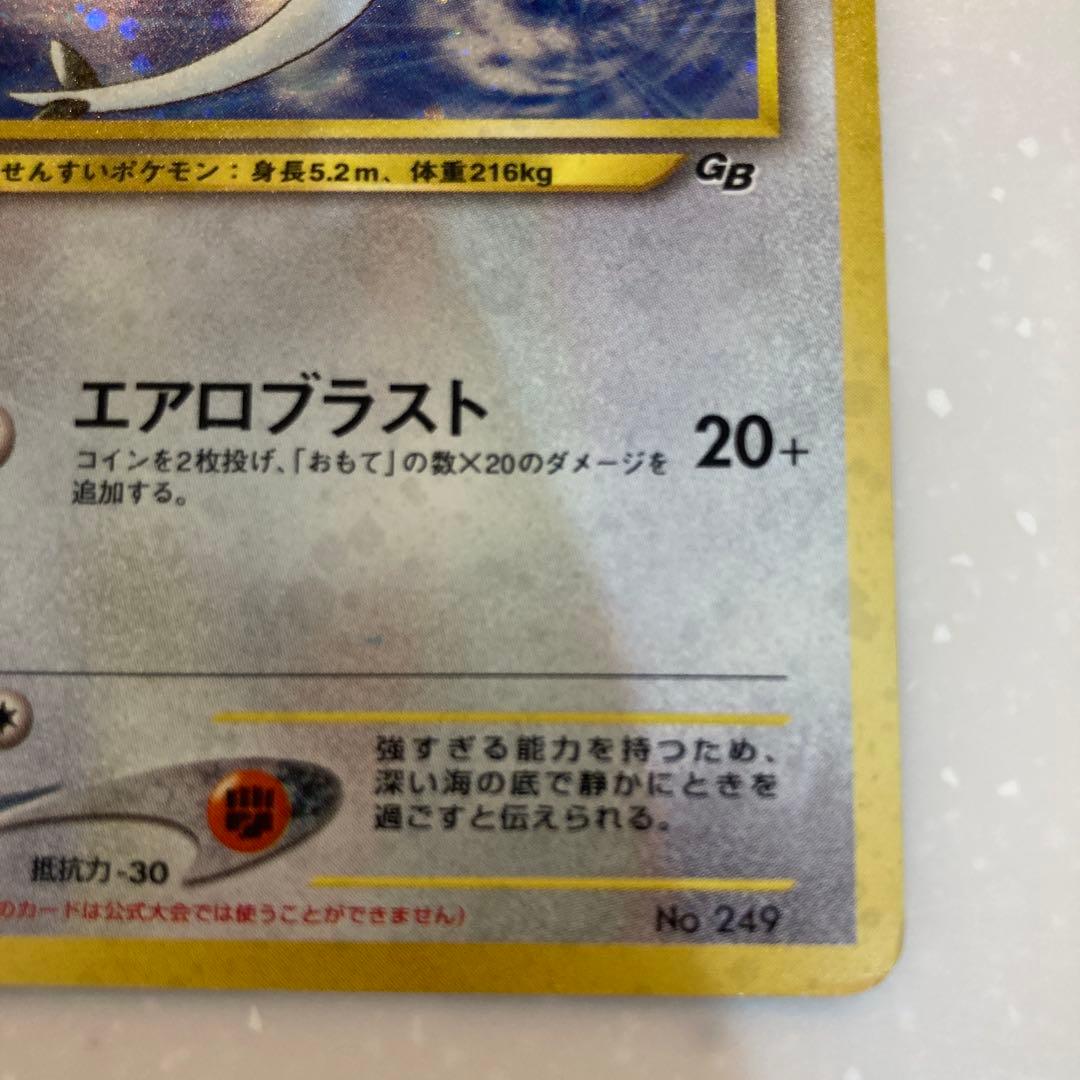 せんすいポケモン：身長5.2m、体重216kg
GB
エアロブラスト
20+
コインを2枚投げ、「おもて」の数×20のダメージを
追加する。
強すぎる能力を持つため、
深い海の底で静かにときを
過ごすと伝えられる。
抵抗力-30
のカードは公式大会では使うことができません)
No 249